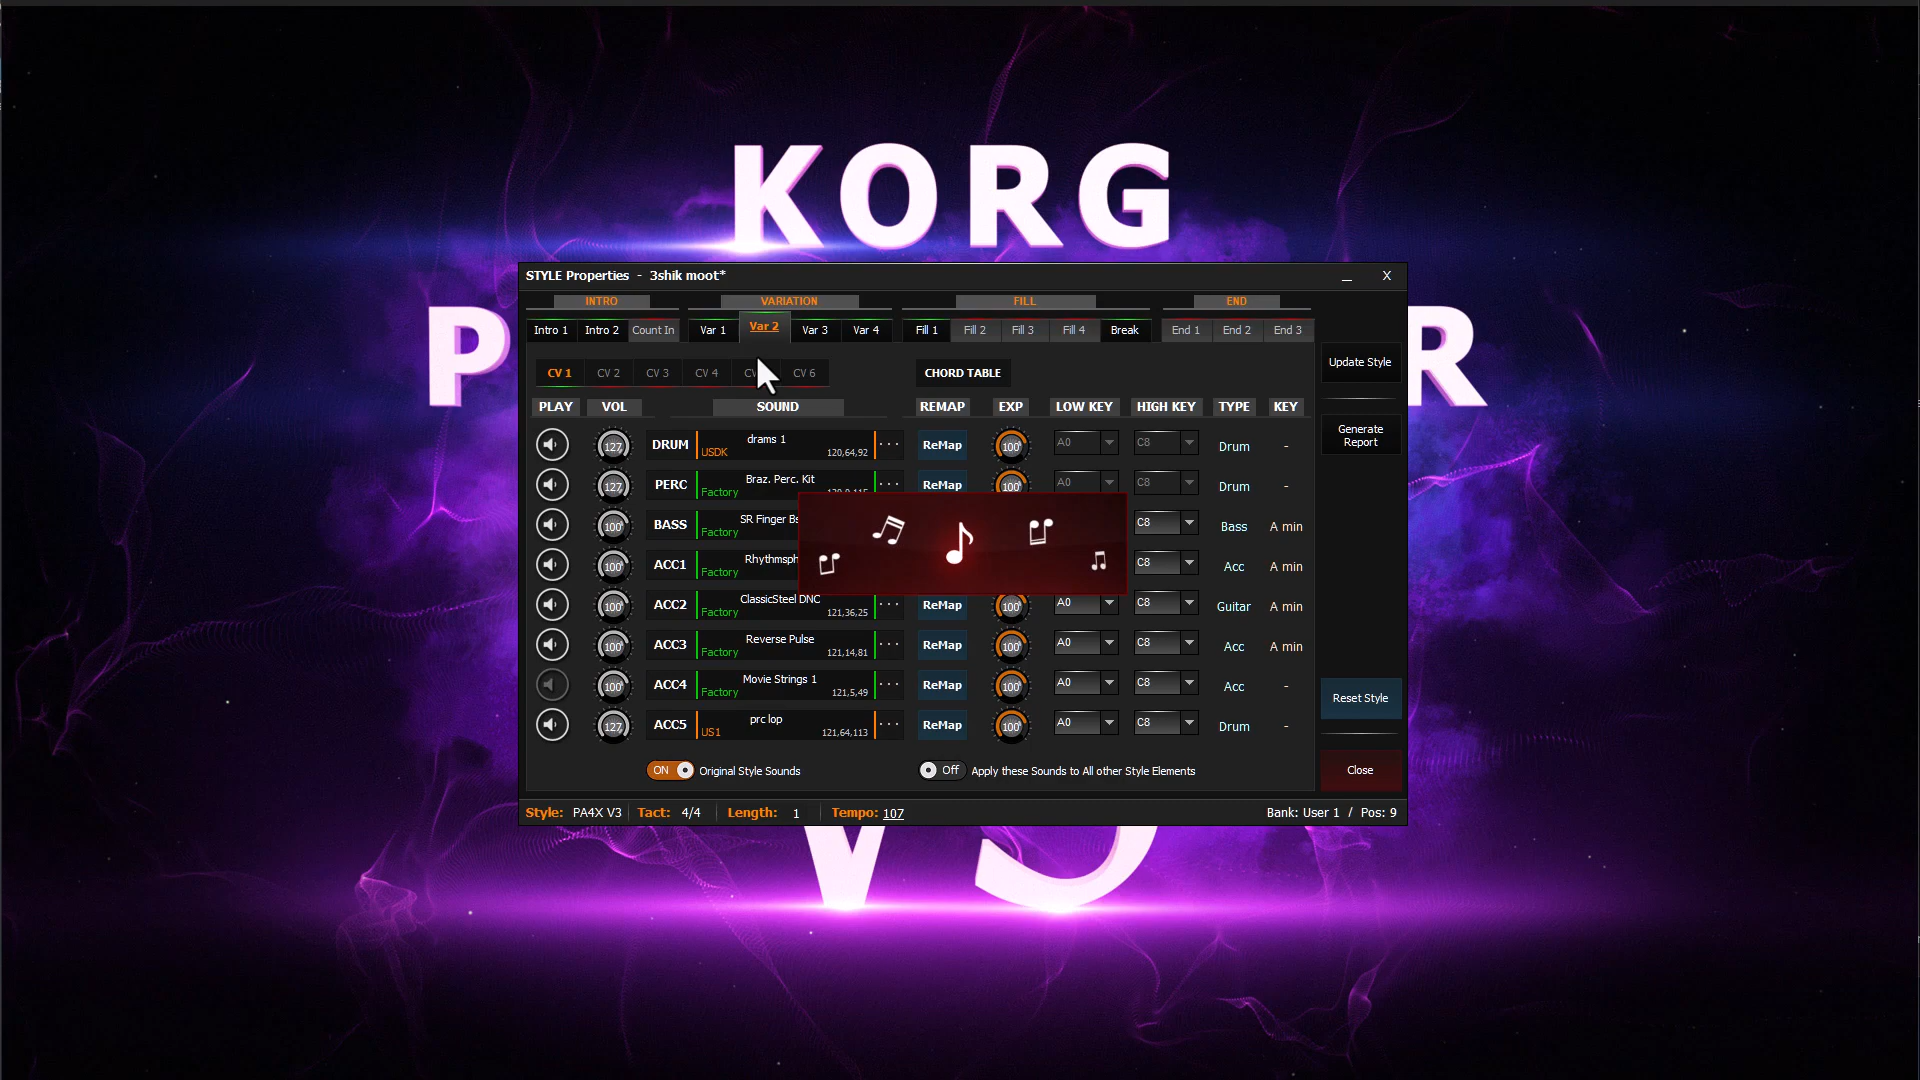 KORG
P
R
V3
STYLE Properties - 3shik moot*
_ X
INTRO VARIATION FILL END
Intro 1 Intro 2 Count In Var 1 Var 2 Var 3 Var 4 Fill 1 Fill 2 Fill 3 Fill 4 Break End 1 End 2 End 3
CV 1 CV 2 CV 3 CV 4 CV 6
CHORD TABLE
PLAY VOL SOUND REMAP EXP LOW KEY HIGH KEY TYPE KEY
127 DRUM drams 1 USDK 120,64,92 ... ReMap 100 A0 C8 Drum -
127 PERC Braz. Perc. Kit Factory ... ReMap 100 A0 C8 Drum -
100 BASS SR Finger Factory C8 Bass A min
100 ACC1 Factory C8 Acc A min
100 ACC2 ClassicSteel DNC Factory 121,36,25 ... ReMap 100 A0 C8 Guitar A min
100 ACC3 Reverse Pulse Factory 121,14,81 ... ReMap 100 A0 C8 Acc A min
100 ACC4 Movie Strings 1 Factory 121,5,49 ... ReMap 100 A0 C8 Acc -
127 ACC5 prc lop US1 121,64,113 ... ReMap 100 A0 C8 Drum -
ON Original Style Sounds
Off Apply these Sounds to All other Style Elements
Update Style
Generate
Report
Reset Style
Close
Style: PA4X V3 Tact: 4/4 Length: 1 Tempo: 107 Bank: User 1 / Pos: 9